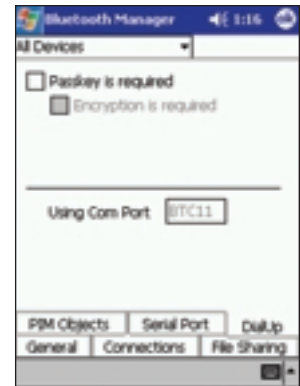 Bluetooth Manager 1:16
All Devices
Passkey is required
Encryption is required
Using Com Port BTC11
PIM Objects Serial Port DialUp
General Connections File Sharing